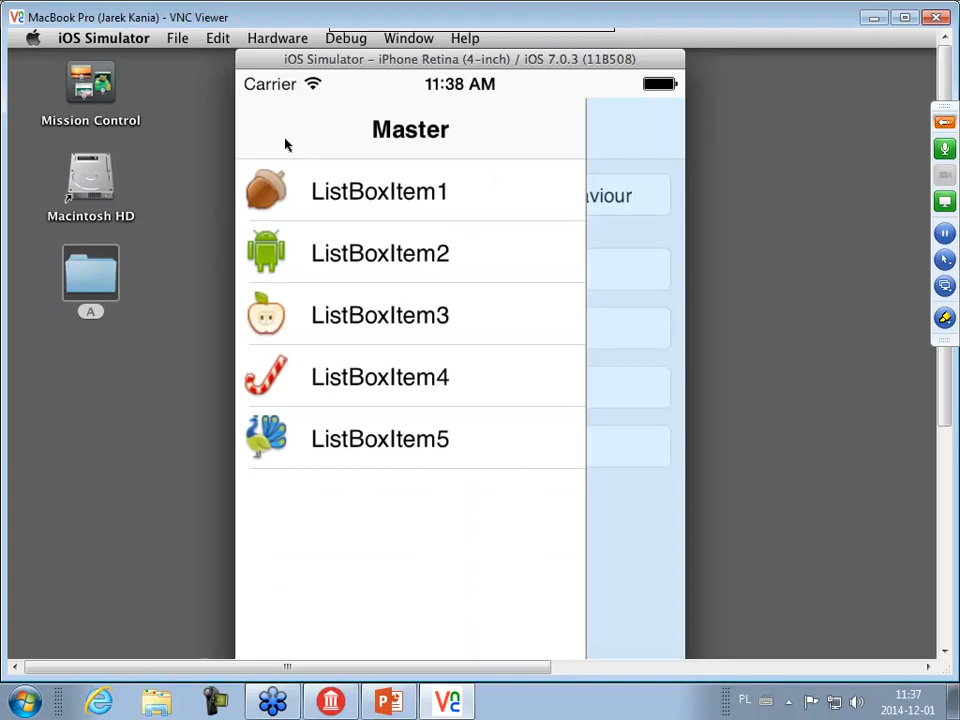 MacBook Pro (Jarek Kania) - VNC Viewer
iOS Simulator File Edit Hardware Debug Window Help
iOS Simulator – iPhone Retina (4-inch) / iOS 7.0.3 (11B508)
Carrier 11:38 AM
Mission Control
Macintosh HD
A
Master
ListBoxItem1
aviour
ListBoxItem2
ListBoxItem3
ListBoxItem4
ListBoxItem5
PL
11:37
2014-12-01